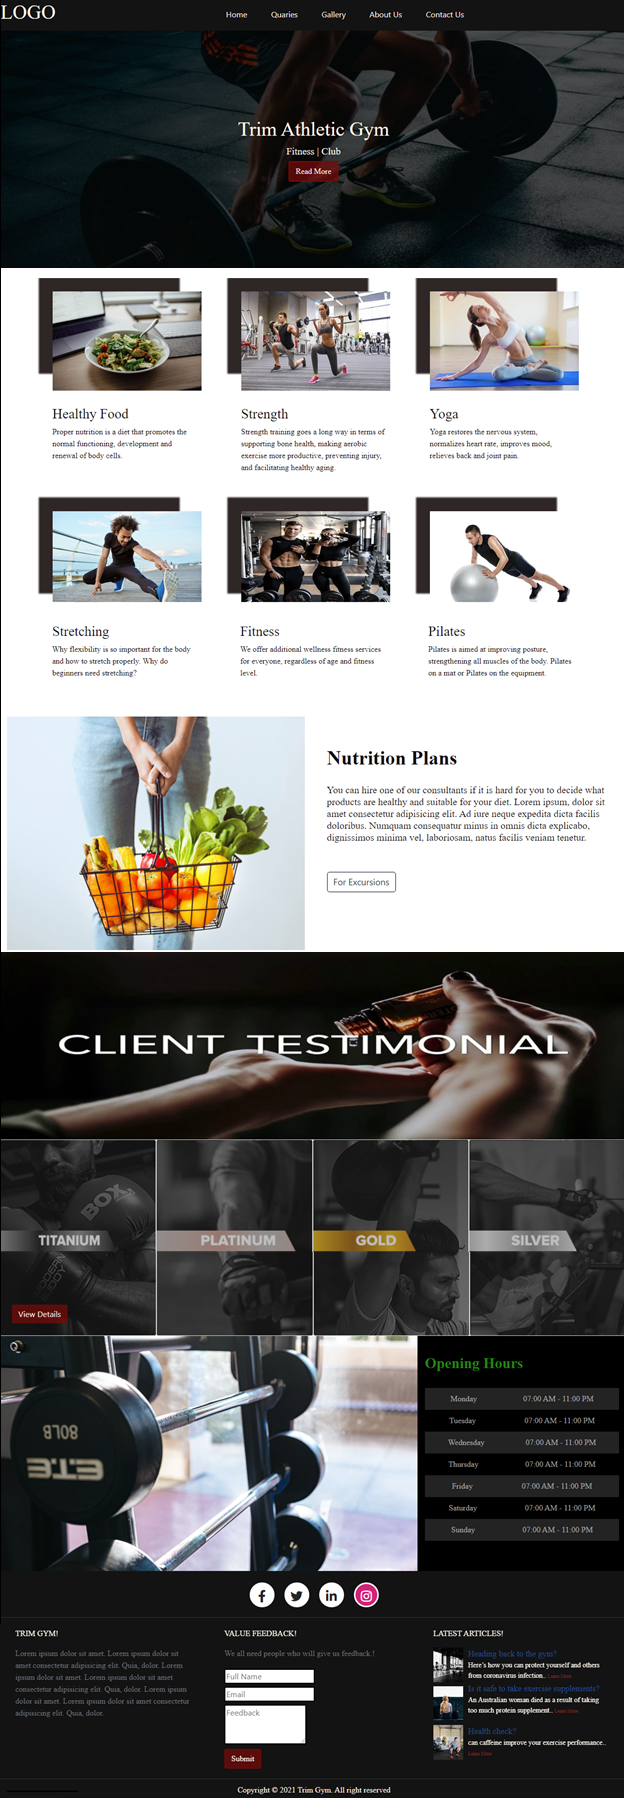 LOGO
Home Quaries Gallery About Us Contact Us
Trim Athletic Gym
Fitness | Club
Read More
Healthy Food
Proper nutrition is a diet that promotes the
normal functioning, development and
renewal of body cells.
Strength
Strength training goes a long way in terms of
supporting bone health, making aerobic
exercise more productive, preventing injury,
and facilitating healthy aging.
Yoga
Yoga restores the nervous system,
normalizes heart rate, improves mood,
relieves back and joint pain.
Stretching
Why flexibility is so important for the body
and how to stretch properly. Why do
beginners need stretching?
Fitness
We offer additional wellness fitness services
for everyone, regardless of age and fitness
level.
Pilates
Pilates is aimed at improving posture,
strengthening all muscles of the body. Pilates
on a mat or Pilates on the equipment.
Nutrition Plans
You can hire one of our consultants if it is hard for you to decide what
products are healthy and suitable for your diet. Lorem ipsum, dolor sit
amet consectetur adipisicing elit. Ad iure neque expedita dicta facilis
doloribus. Numquam consequatur minus in omnis dicta explicabo,
dignissimos minima vel, laboriosam, natus facilis veniam tenetur.
For Excursions
CLIENT TESTIMONIAL
BOX
TITANIUM
PLATINUM
GOLD
SILVER
View Details
80LB
E.T.E
Opening Hours
Monday 07:00 AM - 11:00 PM
Tuesday 07:00 AM - 11:00 PM
Wednesday 07:00 AM - 11:00 PM
Thursday 07:00 AM - 11:00 PM
Friday 07:00 AM - 11:00 PM
Saturday 07:00 AM - 11:00 PM
Sunday 07:00 AM - 11:00 PM
TRIM GYM!
Lorem ipsum dolor sit amet. Lorem ipsum dolor sit
amet consectetur adipisicing elit. Quia, dolor. Lorem
ipsum dolor sit amet. Lorem ipsum dolor sit amet
consectetur adipisicing elit. Quia, dolor. Lorem ipsum
dolor sit amet. Lorem ipsum dolor sit amet consectetur
adipisicing elit. Quia, dolor.
VALUE FEEDBACK!
We all need people who will give us feedback.!
Full Name
Email
Feedback
Submit
LATEST ARTICLES!
Heading back to the gym?
Here's how you can protect yourself and others
from coronavirus infection.. Learn More
Is it safe to take exercise supplements?
An Australian woman died as a result of taking
too much protein supplement.. Learn More
Health check?
can caffeine improve your exercise performance..
Learn More
Copyright © 2021 Trim Gym. All right reserved